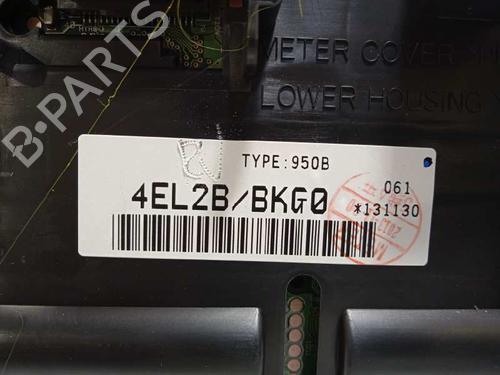 METER COVER
LOWER HOUSING
TYPE:950B
4EL2B/BKG0
061
*131130
B-PARTS